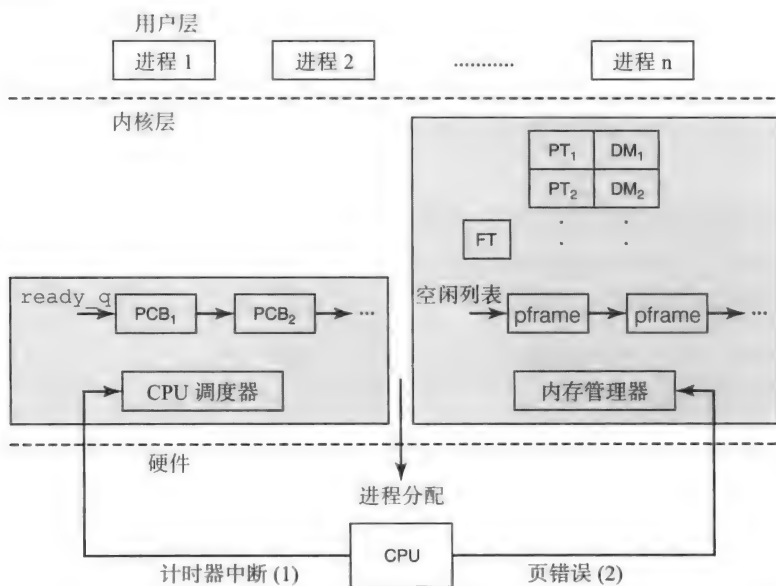 用户层
进程 1
进程 2
...........
进程 n
内核层
PT₁ DM₁
PT₂ DM₂
FT
ready_q
PCB₁
PCB₂
...
CPU 调度器
空闲列表
pframe
pframe
...
内存管理器
硬件
进程分配
CPU
计时器中断 (1)
页错误 (2)